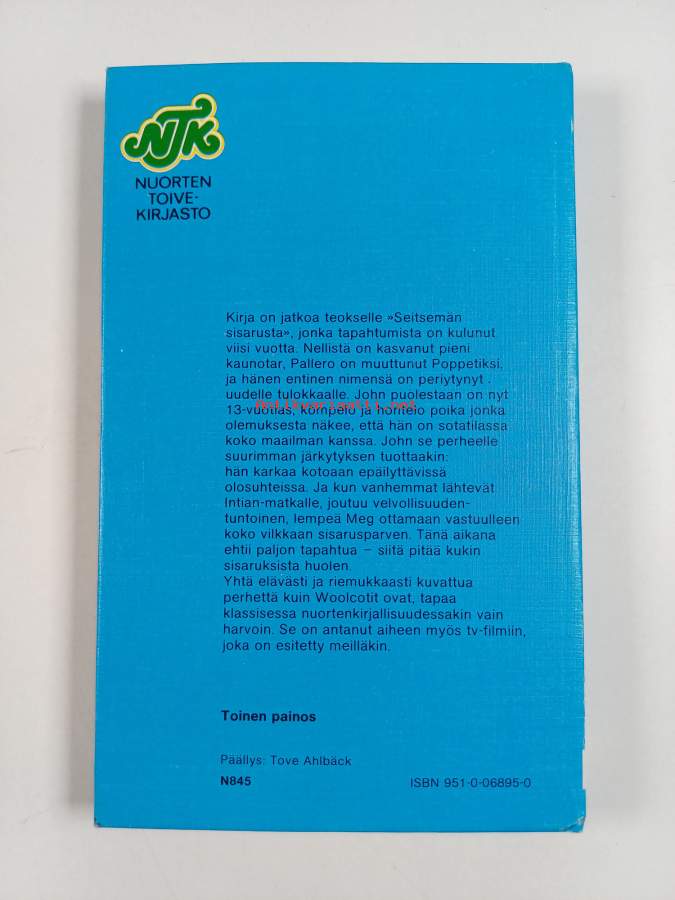 NTK
NUORTEN
TOIVE-
KIRJASTO
Kirja on jatkoa teokselle »Seitsemän
sisarusta», jonka tapahtumista on kulunut
viisi vuotta. Nellistä on kasvanut pieni
kaunotar, Pallero on muuttunut Poppetiksi,
ja hänen entinen nimensä on periytynyt
uudelle tulokkaalle. John puolestaan on nyt
Antikvariaatti.net
13-vuotias, kömpelö ja hontelo poika jonka
olemuksesta näkee, että hän on sotatilassa
koko maailman kanssa. John se perheelle
suurimman järkytyksen tuottaakin:
hän karkaa kotoaan epäilyttävissä
olosuhteissa. Ja kun vanhemmat lähtevät
Intian-matkalle, joutuu velvollisuuden-
tuntoinen, lempeä Meg ottamaan vastuulleen
koko vilkkaan sisarusparven. Tänä aikana
ehtii paljon tapahtua – siitä pitää kukin
sisaruksista huolen.
Yhtä elävästi ja riemukkaasti kuvattua
perhettä kuin Woolcotit ovat, tapaa
klassisessa nuortenkirjallisuudessakin vain
harvoin. Se on antanut aiheen myös tv-filmiin,
joka on esitetty meilläkin.
Toinen painos
Päällys: Tove Ahlbäck
N845 ISBN 951-0-06895-0